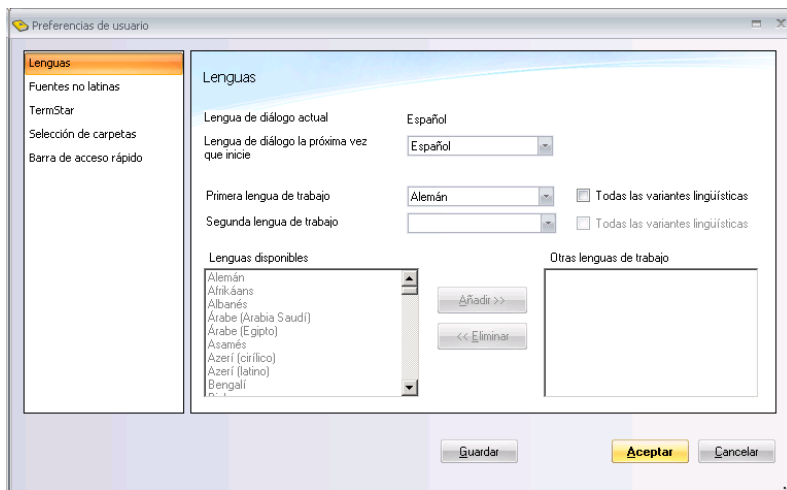 Preferencias de usuario
Lenguas
Fuentes no latinas
TermStar
Selección de carpetas
Barra de acceso rápido
Lenguas
Lengua de diálogo actual
Español
Lengua de diálogo la próxima vez
que inicie
Español
Primera lengua de trabajo
Alemán
Todas las variantes lingüísticas
Segunda lengua de trabajo
Todas las variantes lingüísticas
Lenguas disponibles
Alemán
Afrikáans
Albanés
Árabe (Arabia Saudí)
Árabe (Egipto)
Asamés
Azerí (cirílico)
Azerí (latino)
Bengalí
Añadir >>
<< Eliminar
Otras lenguas de trabajo
Guardar
Aceptar
Cancelar